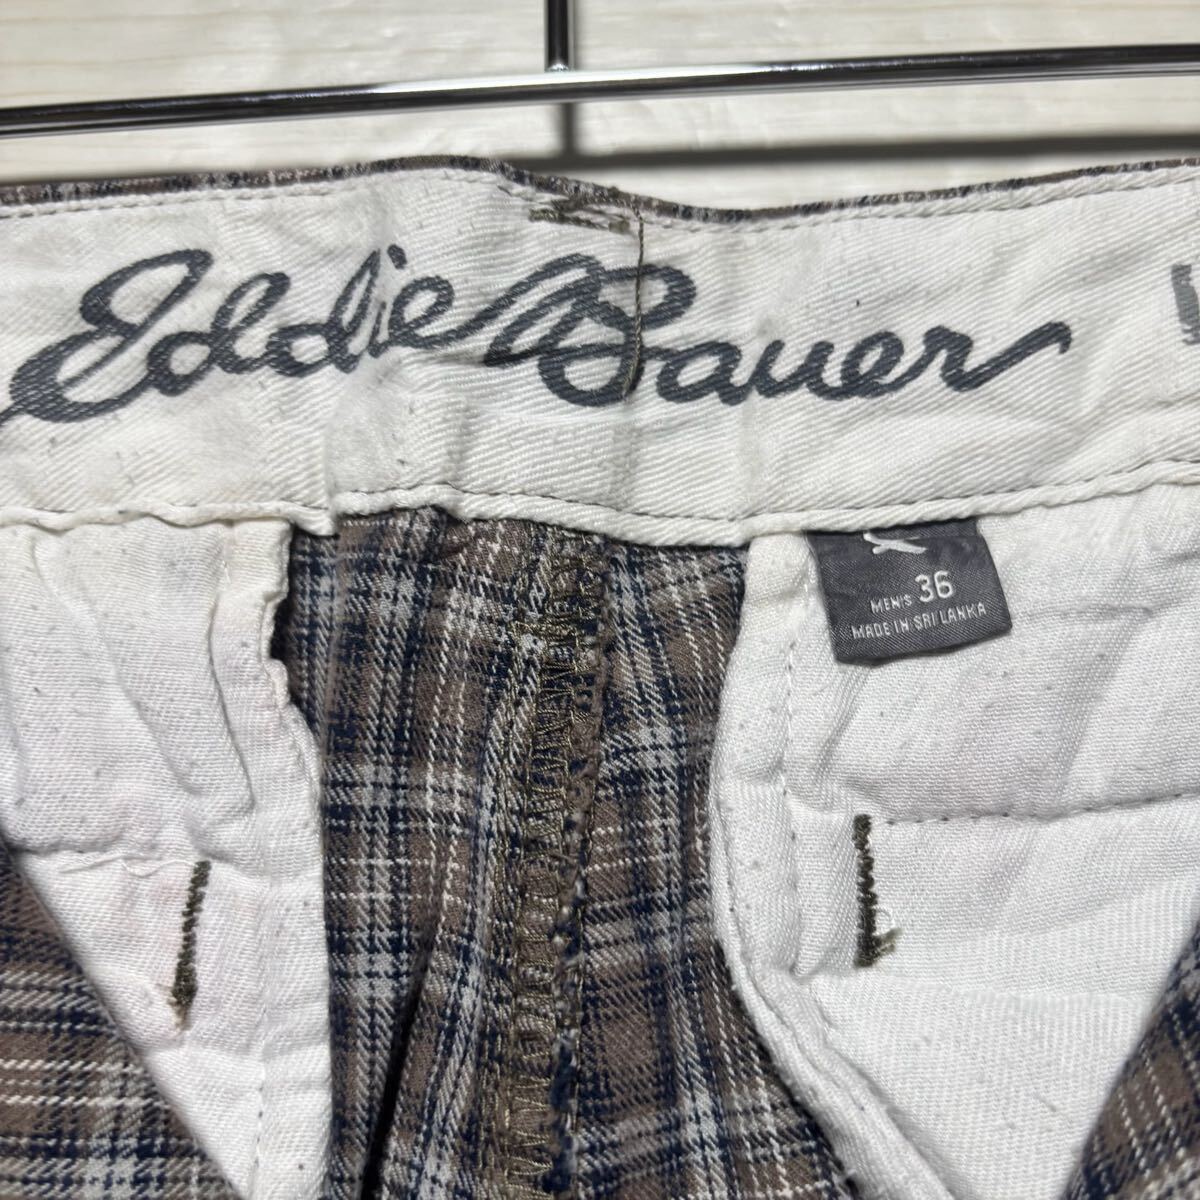 Eddie Bauer
MEN'S 36
MADE IN SRI LANKA